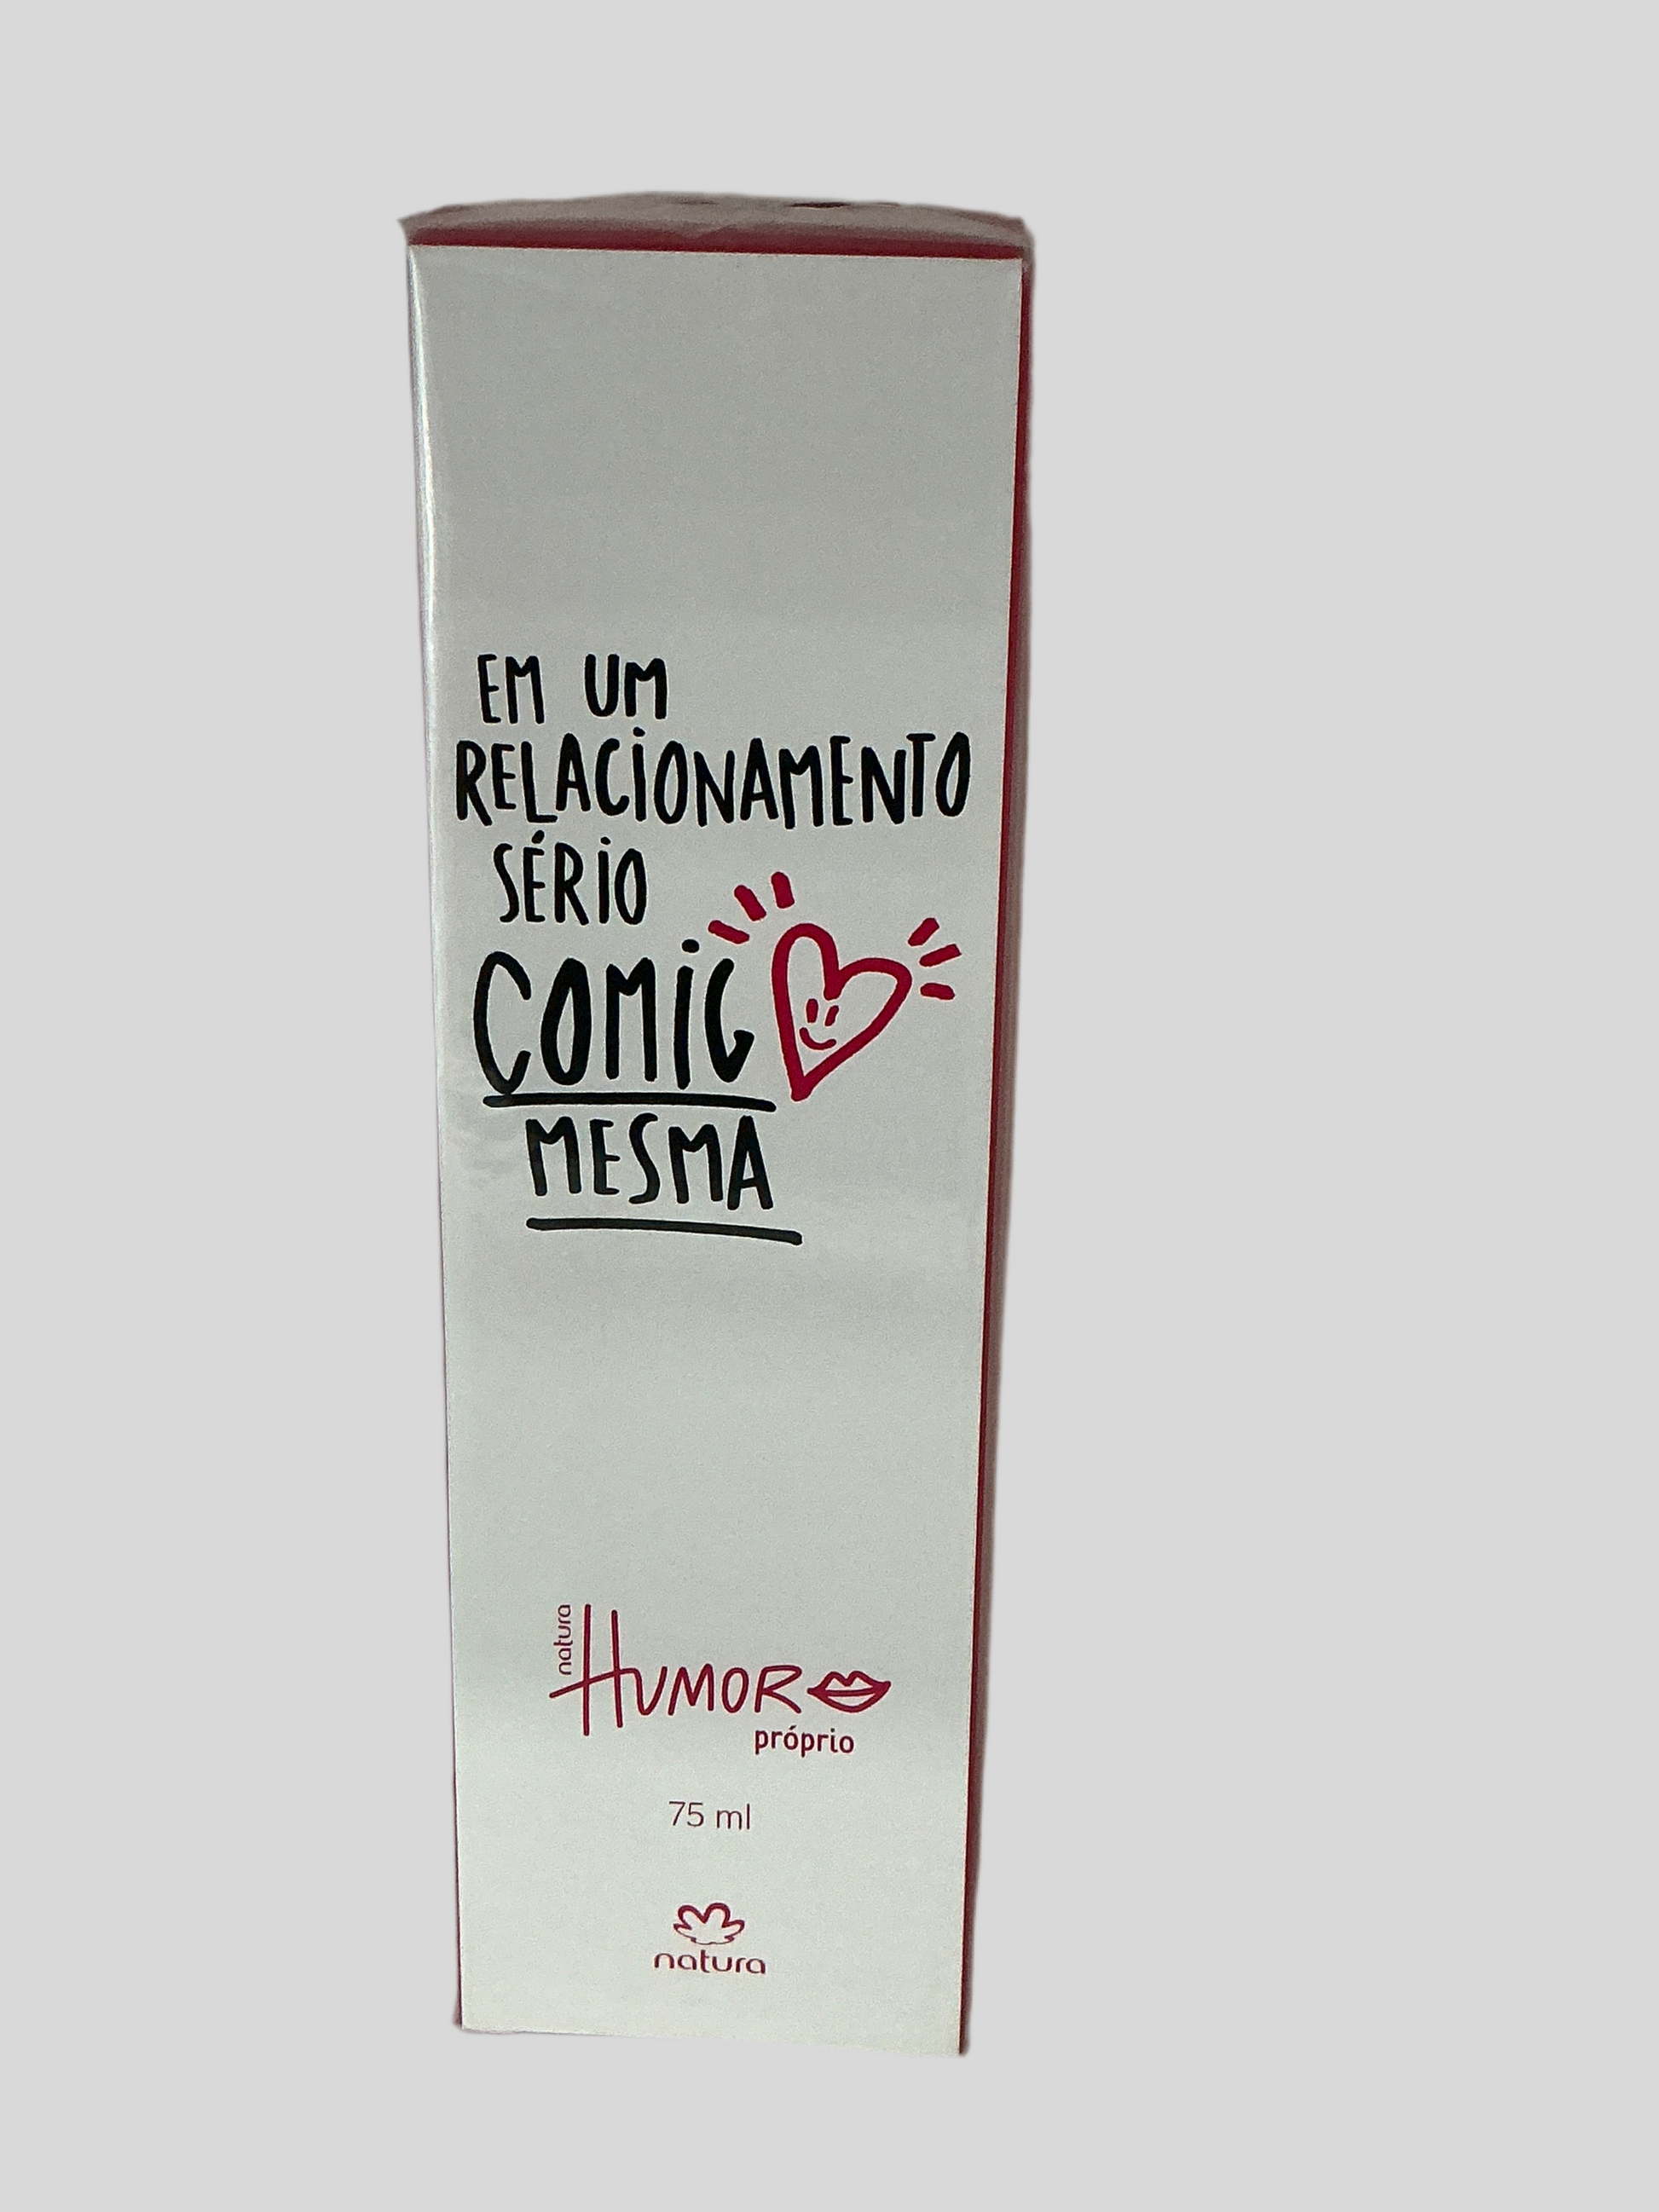 EM UM
RELACIONAMENTO
SÉRIO
COMIG
MESMA
natura
HUMOR
próprio
75 ml
natura